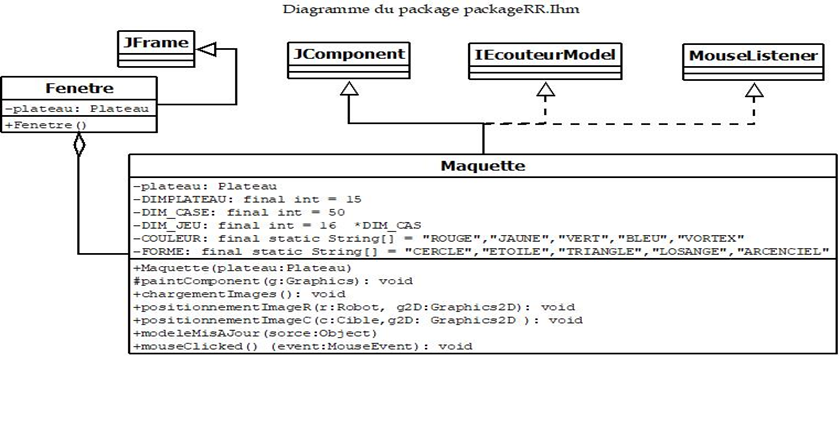 Diagramme du package packageRR.Ihm
JFrame
JComponent
IEcouteurModel
MouseListener
Fenetre
-plateau: Plateau
+Fenetre()
Maquette
-plateau: Plateau
-DIMPLATEAU: final int = 15
-DIM_CASE: final int = 50
-DIM_JEU: final int = 16  *DIM_CAS
-COULEUR: final static String[] = "ROUGE","JAUNE","VERT","BLEU","VORTEX"
-FORME: final static String[] = "CERCLE","ETOILE","TRIANGLE","LOSANGE","ARCENCIEL"
+Maquette(plateau:Plateau)
#paintComponent(g:Graphics): void
+chargementImages(): void
+positionnementImageR(r:Robot, g2D:Graphics2D): void
+positionnementImageC(c:Cible,g2D: Graphics2D ): void
+modeleMisAJour(sorce:Object)
+mouseClicked() (event:MouseEvent): void